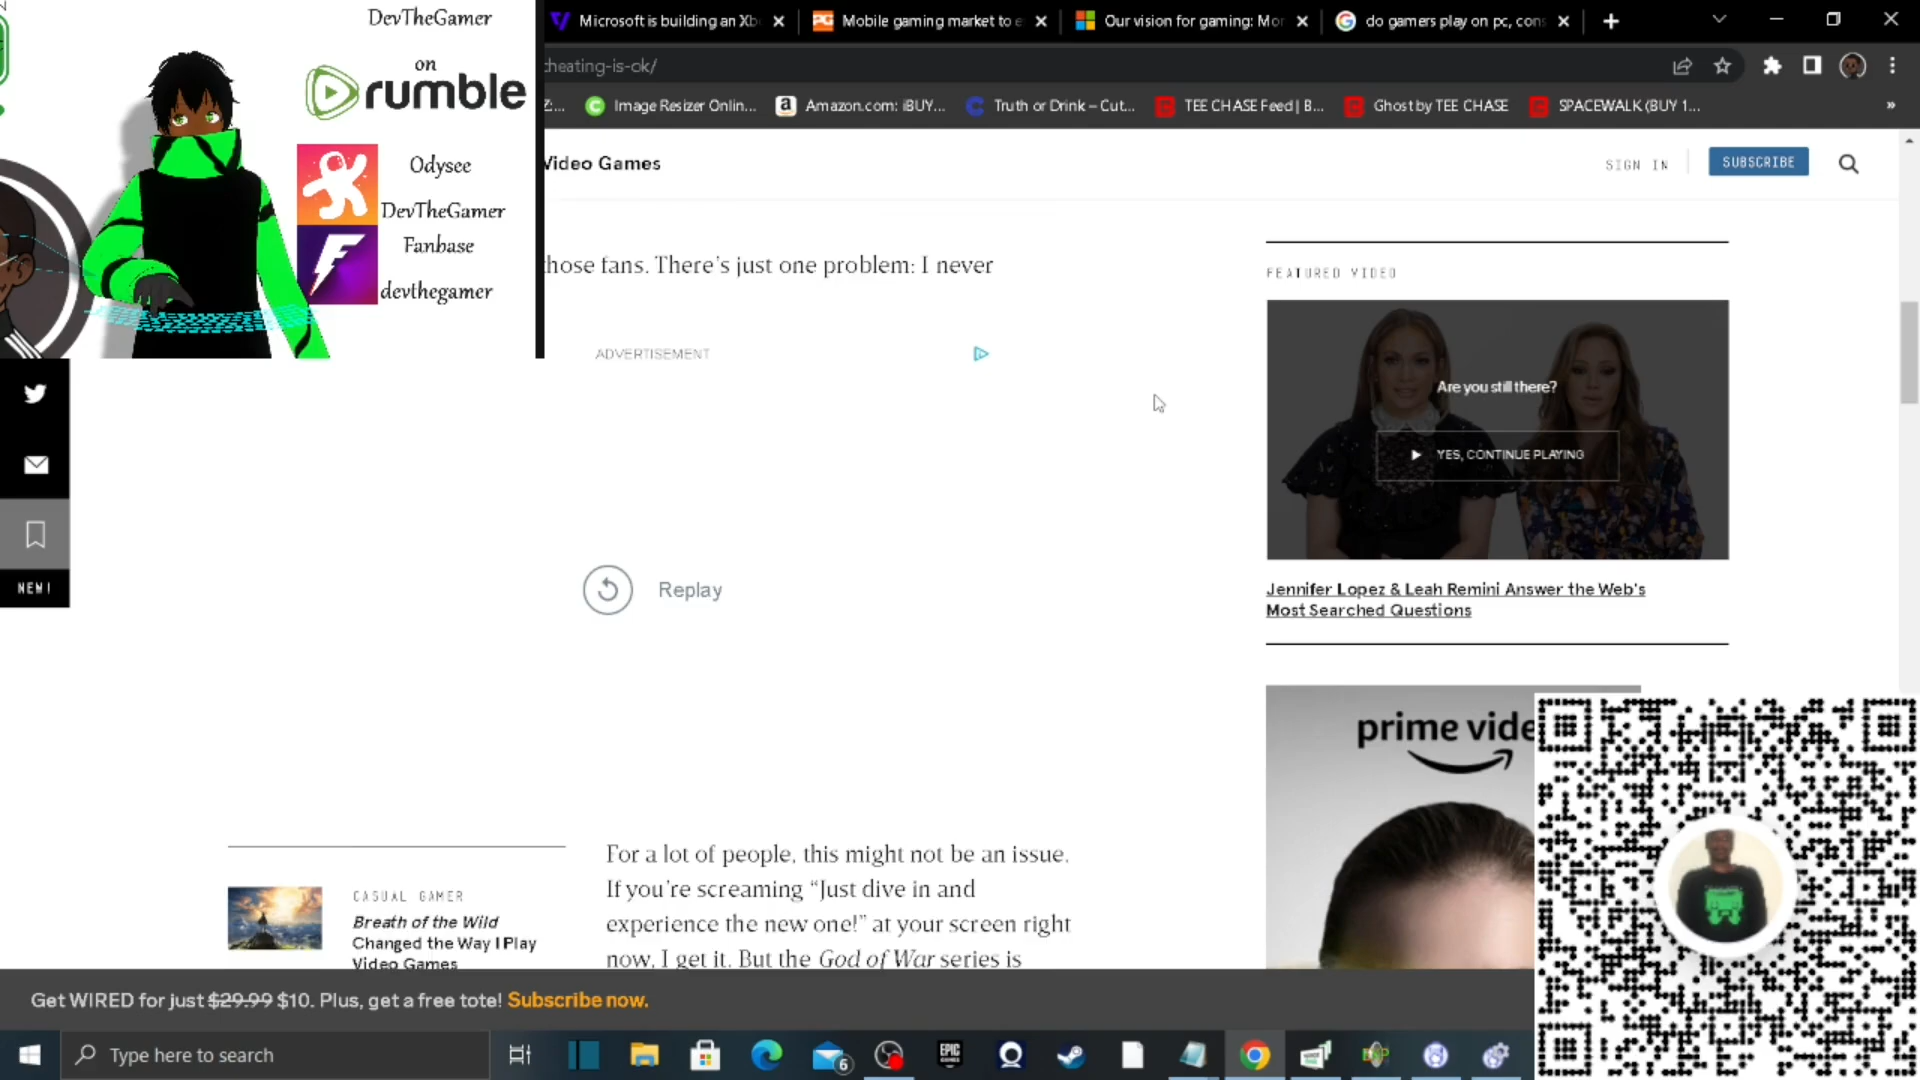 DevTheGamer
on
rumble
Odysee
DevTheGamer
Fanbase
devthegamer
Microsoft is building an Xb
Mobile gaming market to e
Our vision for gaming: Mor
do gamers play on pc, cons
cheating-is-ok/
Z:...
Image Resizer Onlin...
Amazon.com: iBUY...
Truth or Drink – Cut...
TEE CHASE Feed | B...
Ghost by TEE CHASE
SPACEWALK (BUY 1...
»
Video Games
SIGN IN
SUBSCRIBE
those fans. There's just one problem: I never
ADVERTISEMENT
Replay
NEW!
FEATURED VIDEO
Are you still there?
YES, CONTINUE PLAYING
Jennifer Lopez & Leah Remini Answer the Web's
Most Searched Questions
prime vide
CASUAL GAMER
Breath of the Wild
Changed the Way I Play
Video Games
For a lot of people, this might not be an issue.
If you're screaming “Just dive in and
experience the new one!” at your screen right
now, I get it. But the God of War series is
Get WIRED for just $29.99 $10. Plus, get a free tote! Subscribe now.
Type here to search
6
EPIC
GAMES